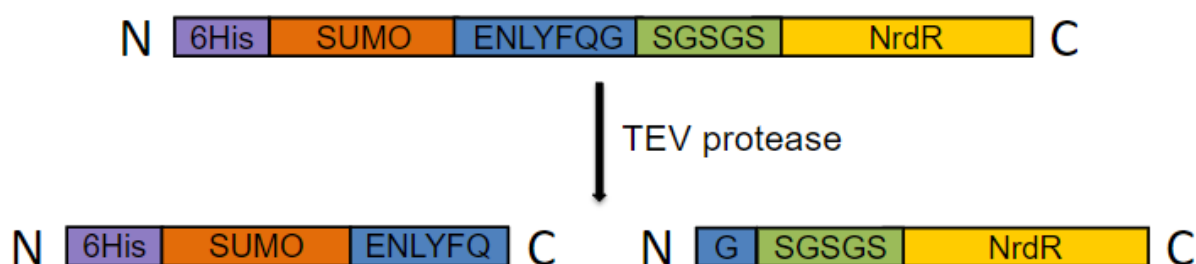 N 6His SUMO ENLYFQG SGSGS NrdR C
TEV protease
N 6His SUMO ENLYFQ C N G SGSGS NrdR C